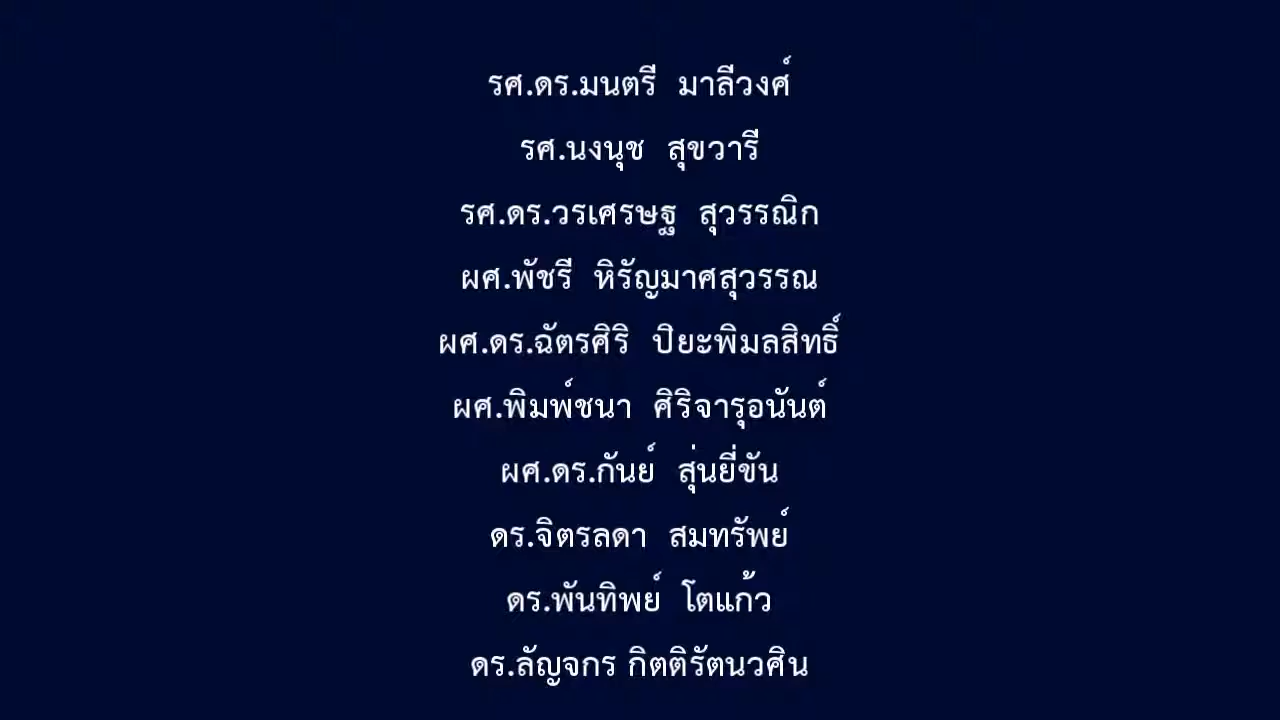 รศ.ดร.มนตรี มาลีวงศ์
รศ.นงนุช สุขวารี
รศ.ดร.วรเศรษฐ สุวรรณิก
ผศ.พัชรี หิรัญมาศสุวรรณ
ผศ.ดร.ฉัตรศิริ ปิยะพิมลสิทธิ์
ผศ.พิมพ์ชนา ศิริจารุอนันต์
ผศ.ดร.กันย์ สุ่นยี่ขัน
ดร.จิตรลดา สมทรัพย์
ดร.พันทิพย์ โตแก้ว
ดร.ลัญจกร กิตติรัตนวศิน